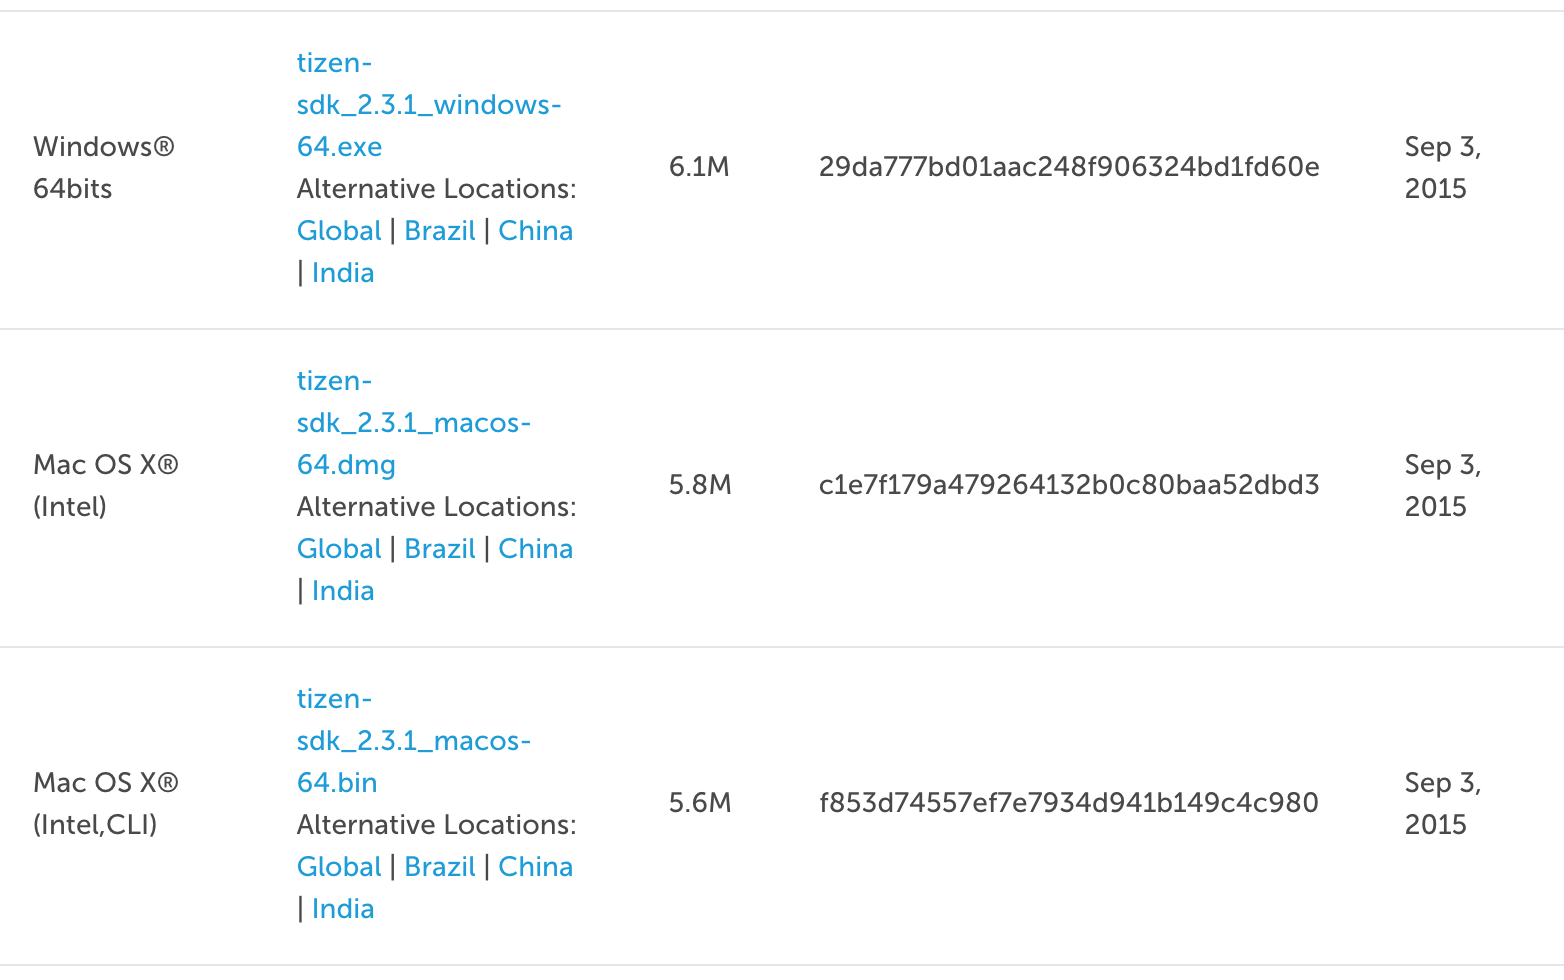 Windows®
64bits
tizen-
sdk_2.3.1_windows-
64.exe
Alternative Locations:
Global | Brazil | China
| India
6.1M
29da777bd01aac248f906324bd1fd60e
Sep 3,
2015
Mac OS X®
(Intel)
tizen-
sdk_2.3.1_macos-
64.dmg
Alternative Locations:
Global | Brazil | China
| India
5.8M
c1e7f179a479264132b0c80baa52dbd3
Sep 3,
2015
Mac OS X®
(Intel,CLI)
tizen-
sdk_2.3.1_macos-
64.bin
Alternative Locations:
Global | Brazil | China
| India
5.6M
f853d74557ef7e7934d941b149c4c980
Sep 3,
2015